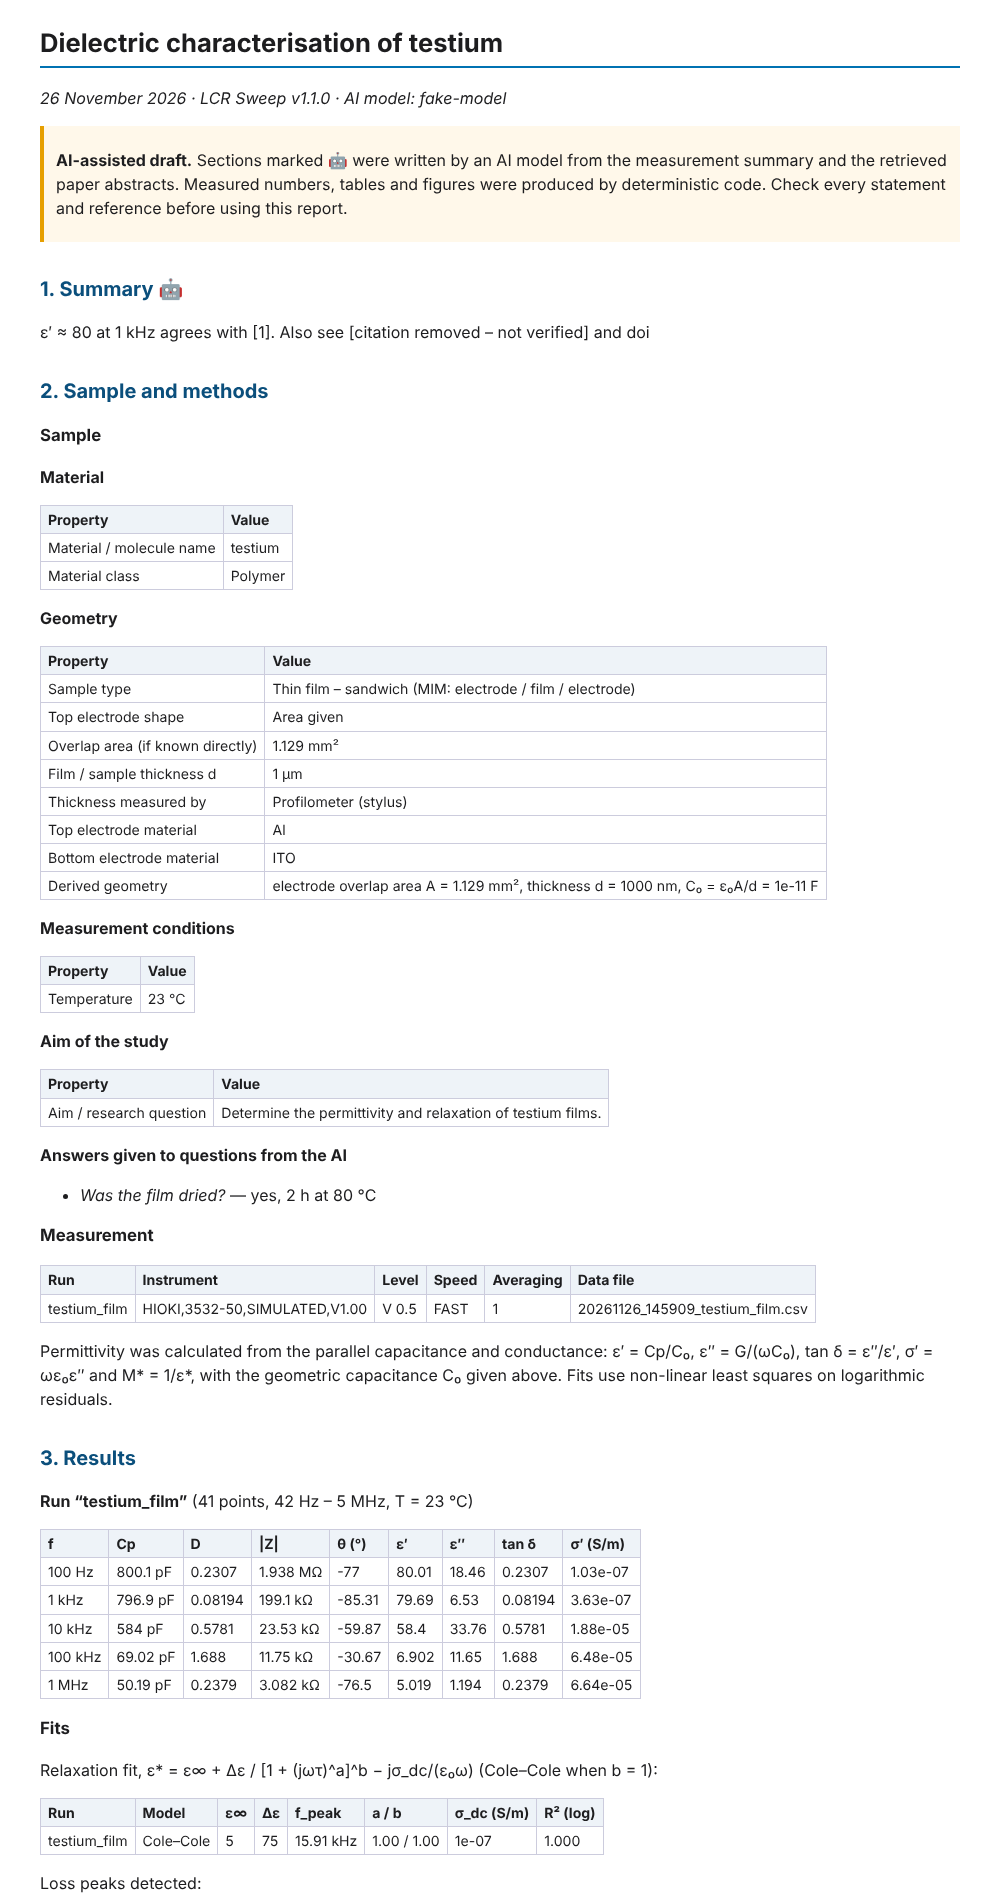 Dielectric characterisation of testium
26 November 2026 · LCR Sweep v1.1.0 · AI model: fake-model
AI-assisted draft. Sections marked 🤖 were written by an AI model from the measurement summary and the retrieved
paper abstracts. Measured numbers, tables and figures were produced by deterministic code. Check every statement
and reference before using this report.
1. Summary 🤖
ε′ ≈ 80 at 1 kHz agrees with [1]. Also see [citation removed – not verified] and doi
2. Sample and methods
Sample
Material
Property Value
Material / molecule name testium
Material class Polymer
Geometry
Property Value
Sample type Thin film – sandwich (MIM: electrode / film / electrode)
Top electrode shape Area given
Overlap area (if known directly) 1.129 mm²
Film / sample thickness d 1 µm
Thickness measured by Profilometer (stylus)
Top electrode material Al
Bottom electrode material ITO
Derived geometry electrode overlap area A = 1.129 mm², thickness d = 1000 nm, C₀ = ε₀A/d = 1e-11 F
Measurement conditions
Property Value
Temperature 23 °C
Aim of the study
Property Value
Aim / research question Determine the permittivity and relaxation of testium films.
Answers given to questions from the AI
• Was the film dried? — yes, 2 h at 80 °C
Measurement
Run Instrument Level Speed Averaging Data file
testium_film HIOKI,3532-50,SIMULATED,V1.00 V 0.5 FAST 1 20261126_145909_testium_film.csv
Permittivity was calculated from the parallel capacitance and conductance: ε′ = Cp/C₀, ε″ = G/(ωC₀), tan δ = ε″/ε′, σ′ =
ωε₀ε″ and M* = 1/ε*, with the geometric capacitance C₀ given above. Fits use non-linear least squares on logarithmic
residuals.
3. Results
Run “testium_film” (41 points, 42 Hz – 5 MHz, T = 23 °C)
f Cp D |Z| θ (°) ε′ ε″ tan δ σ′ (S/m)
100 Hz 800.1 pF 0.2307 1.938 MΩ -77 80.01 18.46 0.2307 1.03e-07
1 kHz 796.9 pF 0.08194 199.1 kΩ -85.31 79.69 6.53 0.08194 3.63e-07
10 kHz 584 pF 0.5781 23.53 kΩ -59.87 58.4 33.76 0.5781 1.88e-05
100 kHz 69.02 pF 1.688 11.75 kΩ -30.67 6.902 11.65 1.688 6.48e-05
1 MHz 50.19 pF 0.2379 3.082 kΩ -76.5 5.019 1.194 0.2379 6.64e-05
Fits
Relaxation fit, ε* = ε∞ + Δε / [1 + (jωτ)^a]^b − jσ_dc/(ε₀ω) (Cole–Cole when b = 1):
Run Model ε∞ Δε f_peak a / b σ_dc (S/m) R² (log)
testium_film Cole–Cole 5 75 15.91 kHz 1.00 / 1.00 1e-07 1.000
Loss peaks detected: